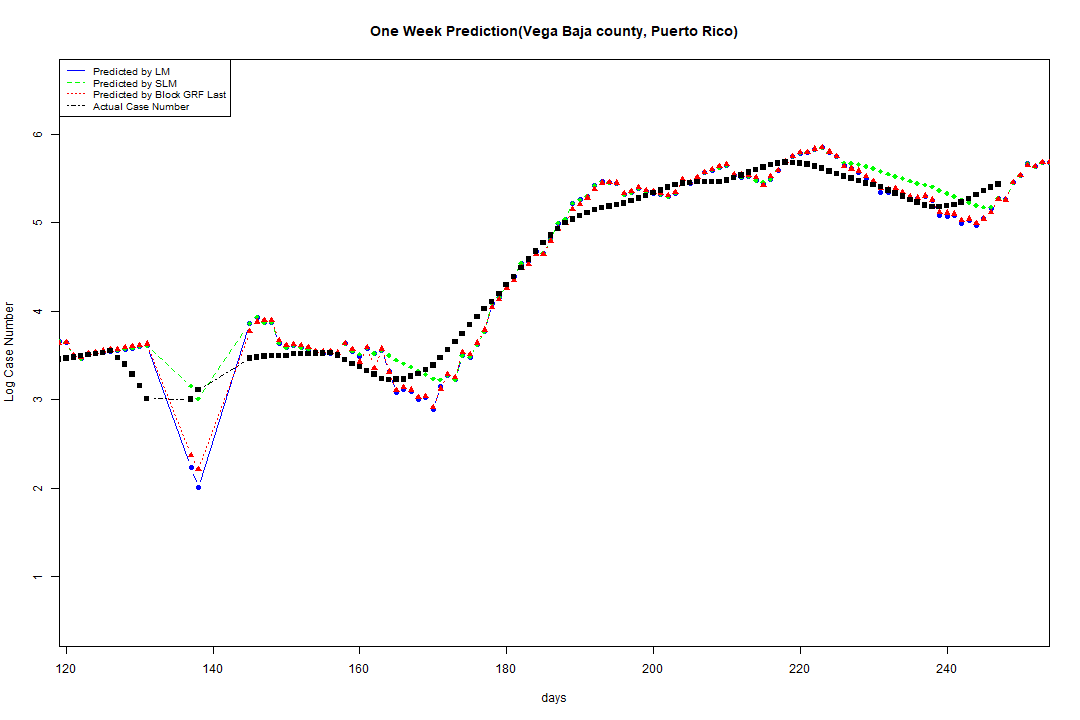 One Week Prediction(Vega Baja county, Puerto Rico)
Predicted by LM
Predicted by SLM
Predicted by Block GRF Last
Actual Case Number
6
5
4
3
2
1
Log Case Number
120 140 160 180 200 220 240
days